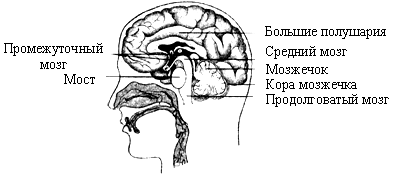 Большие полушария
Промежуточный
мозг
Средний мозг
Мост
Мозжечок
Кора мозжечка
Продолговатый мозг